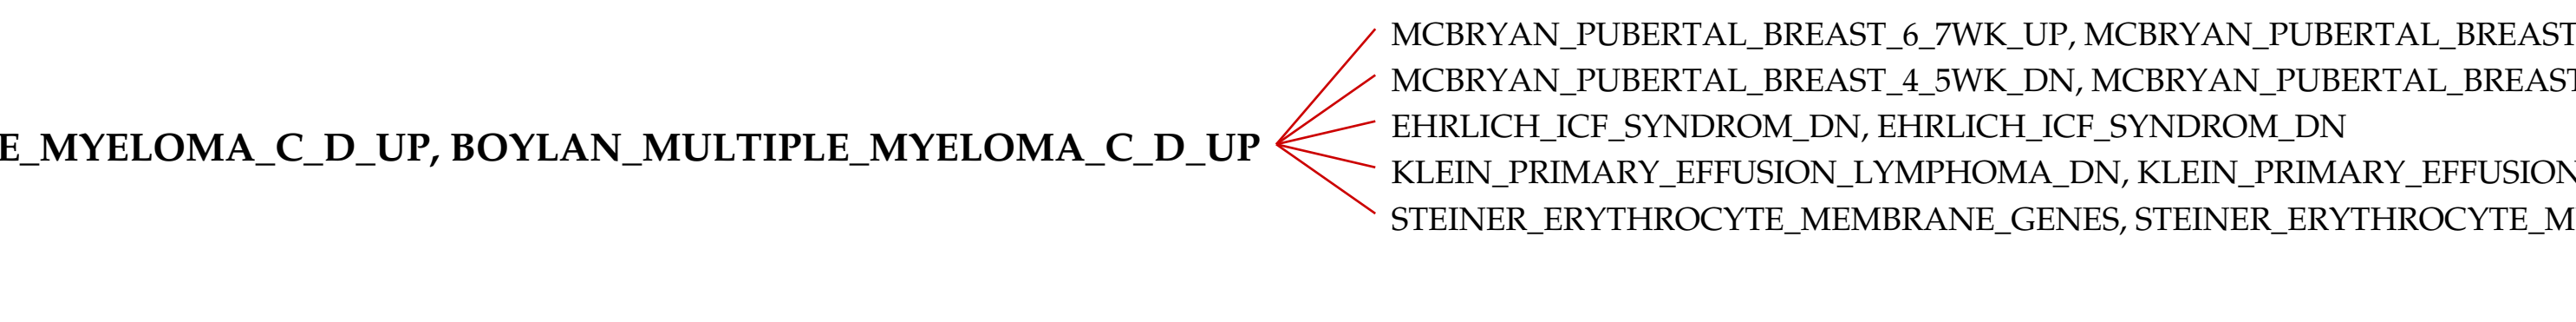 MCBRYAN_PUBERTAL_BREAST_6_7WK_UP, MCBRYAN_PUBERTAL_BREAST
MCBRYAN_PUBERTAL_BREAST_4_5WK_DN, MCBRYAN_PUBERTAL_BREAST
EHRLICH_ICF_SYNDROM_DN, EHRLICH_ICF_SYNDROM_DN
E_MYELOMA_C_D_UP, BOYLAN_MULTIPLE_MYELOMA_C_D_UP
KLEIN_PRIMARY_EFFUSION_LYMPHOMA_DN, KLEIN_PRIMARY_EFFUSION
STEINER_ERYTHROCYTE_MEMBRANE_GENES, STEINER_ERYTHROCYTE_M